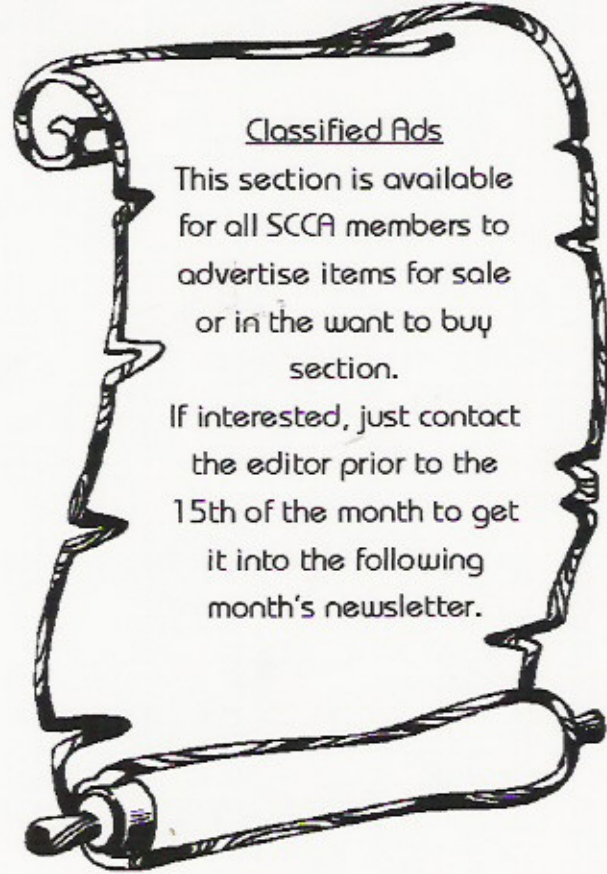 Classified Ads
This section is available
for all SCCA members to
advertise items for sale
or in the want to buy
section.
If interested, just contact
the editor prior to the
15th of the month to get
it into the following
month's newsletter.